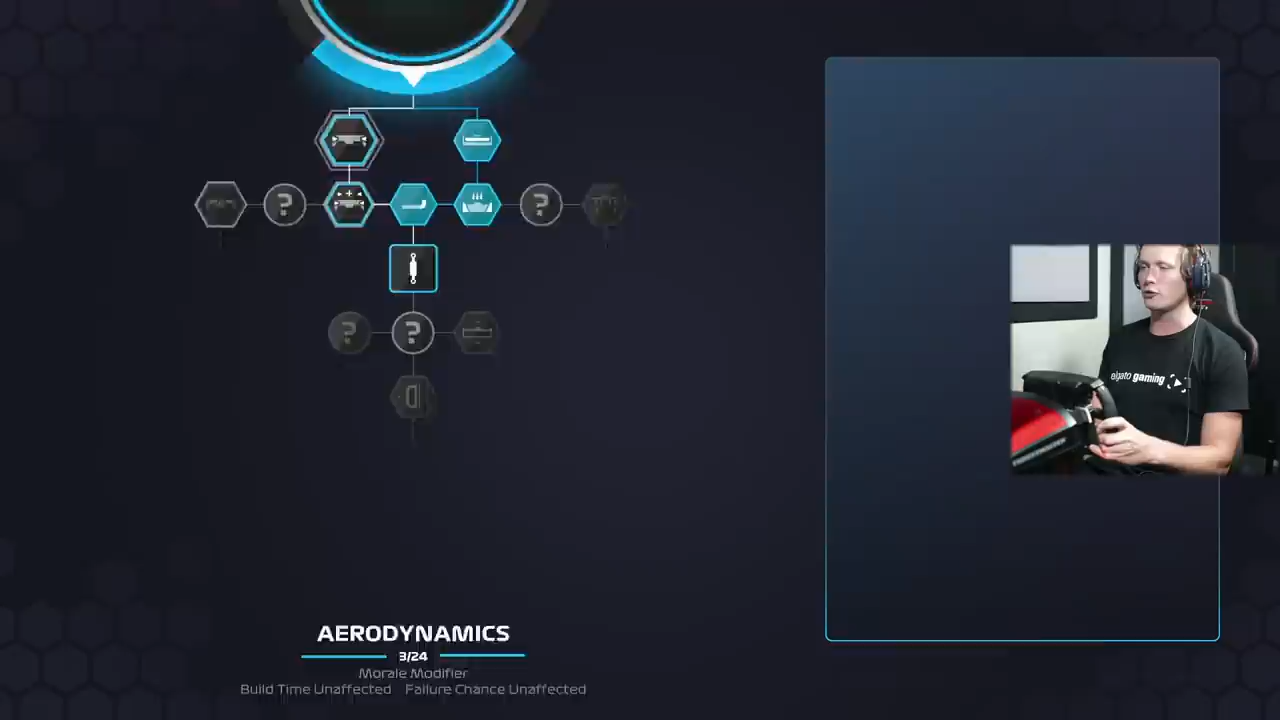 ?
?
?
?
elgato gaming
AERODYNAMICS
3/24
Morale Modifier
Build Time Unaffected Failure Chance Unaffected